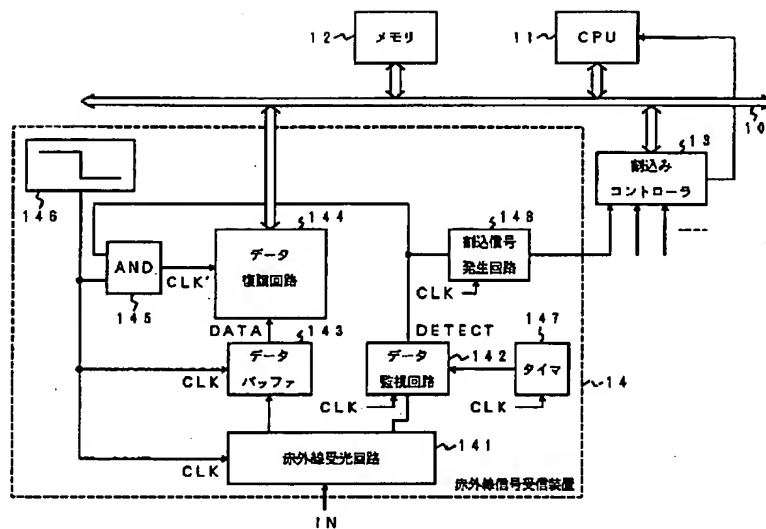 12
メモリ
11
CPU
10
13
割込み
コントローラ
146
144
148
データ
復調回路
割込信号
発生回路
AND
CLK'
145
CLK
DATA
143
DETECT
147
データ
バッファ
データ
監視回路
142
タイマ
14
CLK
CLK
CLK
141
赤外線受光回路
CLK
赤外線信号受信装置
IN